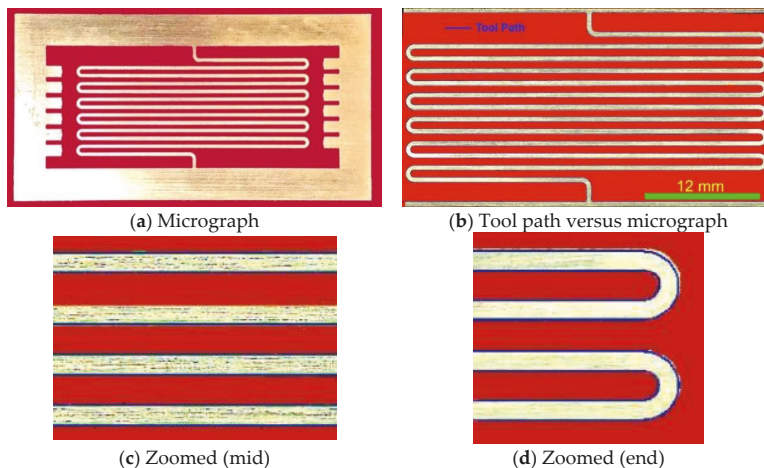 Tool Path
12 mm
(a) Micrograph
(b) Tool path versus micrograph
(c) Zoomed (mid)
(d) Zoomed (end)